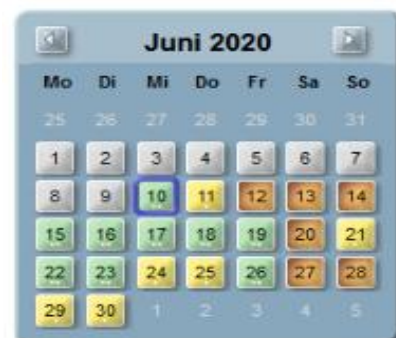 Juni 2020
Mo Di Mi Do Fr Sa So
25 26 27 28 29 30 31
1 2 3 4 5 6 7
8 9 10 11 12 13 14
15 16 17 18 19 20 21
22 23 24 25 26 27 28
29 30 1 2 3 4 5